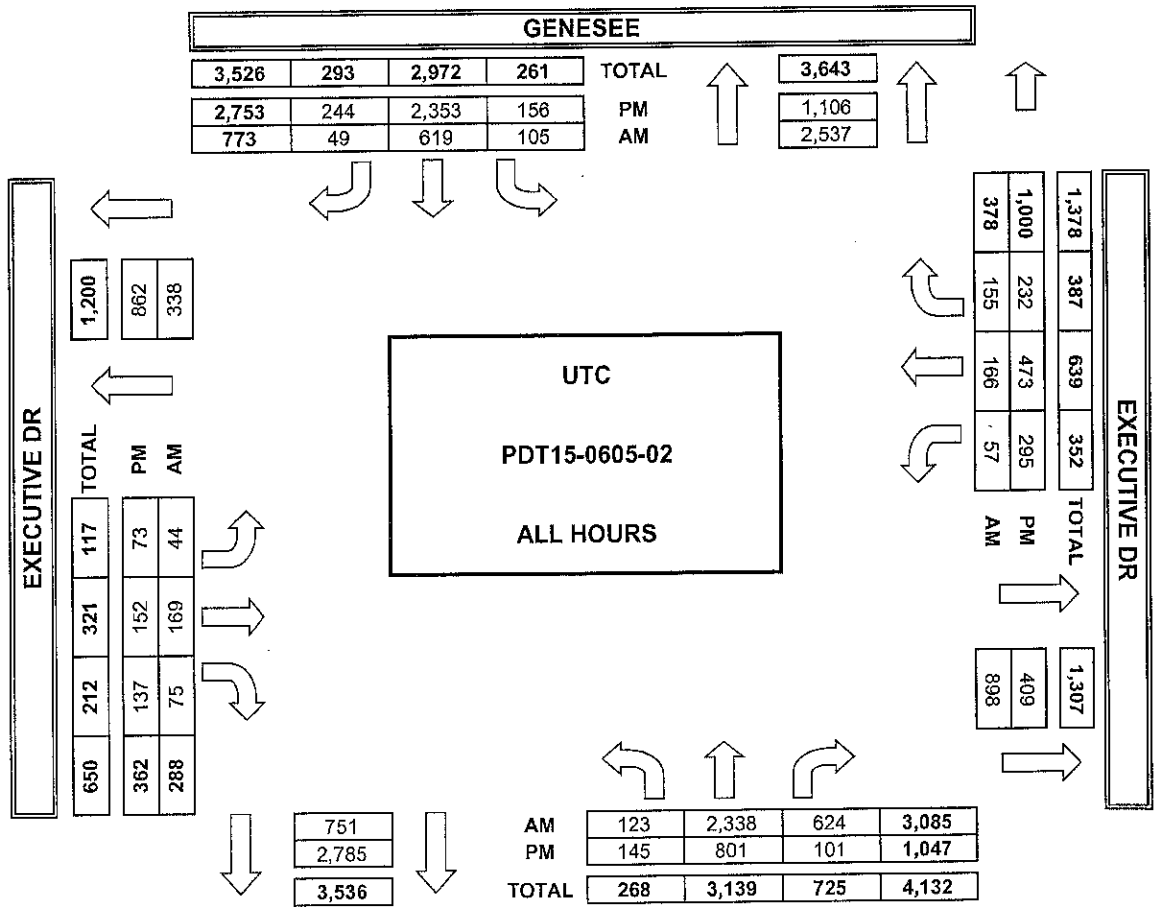 GENESEE
3,526 293 2,972 261 TOTAL 3,643
2,753 244 2,353 156 PM 1,106
773 49 619 105 AM 2,537
EXECUTIVE DR
1,200 862 338
TOTAL PM AM
117 73 44
321 152 169
212 137 75
650 362 288
UTC
PDT15-0605-02
ALL HOURS
1,378 387 639 352 TOTAL
1,000 232 473 295 PM
378 155 166 57 AM
1,307
409
898
EXECUTIVE DR
751 AM 123 2,338 624 3,085
2,785 PM 145 801 101 1,047
3,536 TOTAL 268 3,139 725 4,132